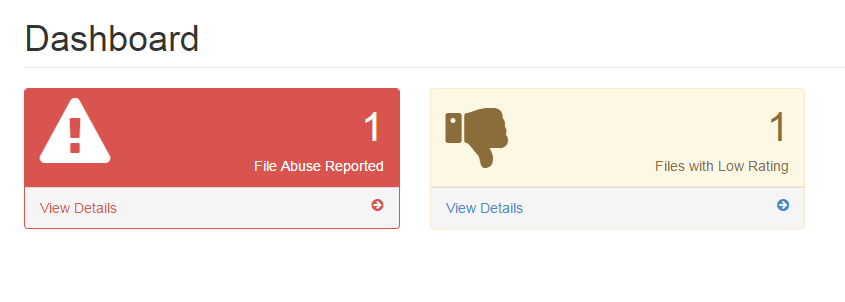 Dashboard
1
File Abuse Reported
View Details
1
Files with Low Rating
View Details